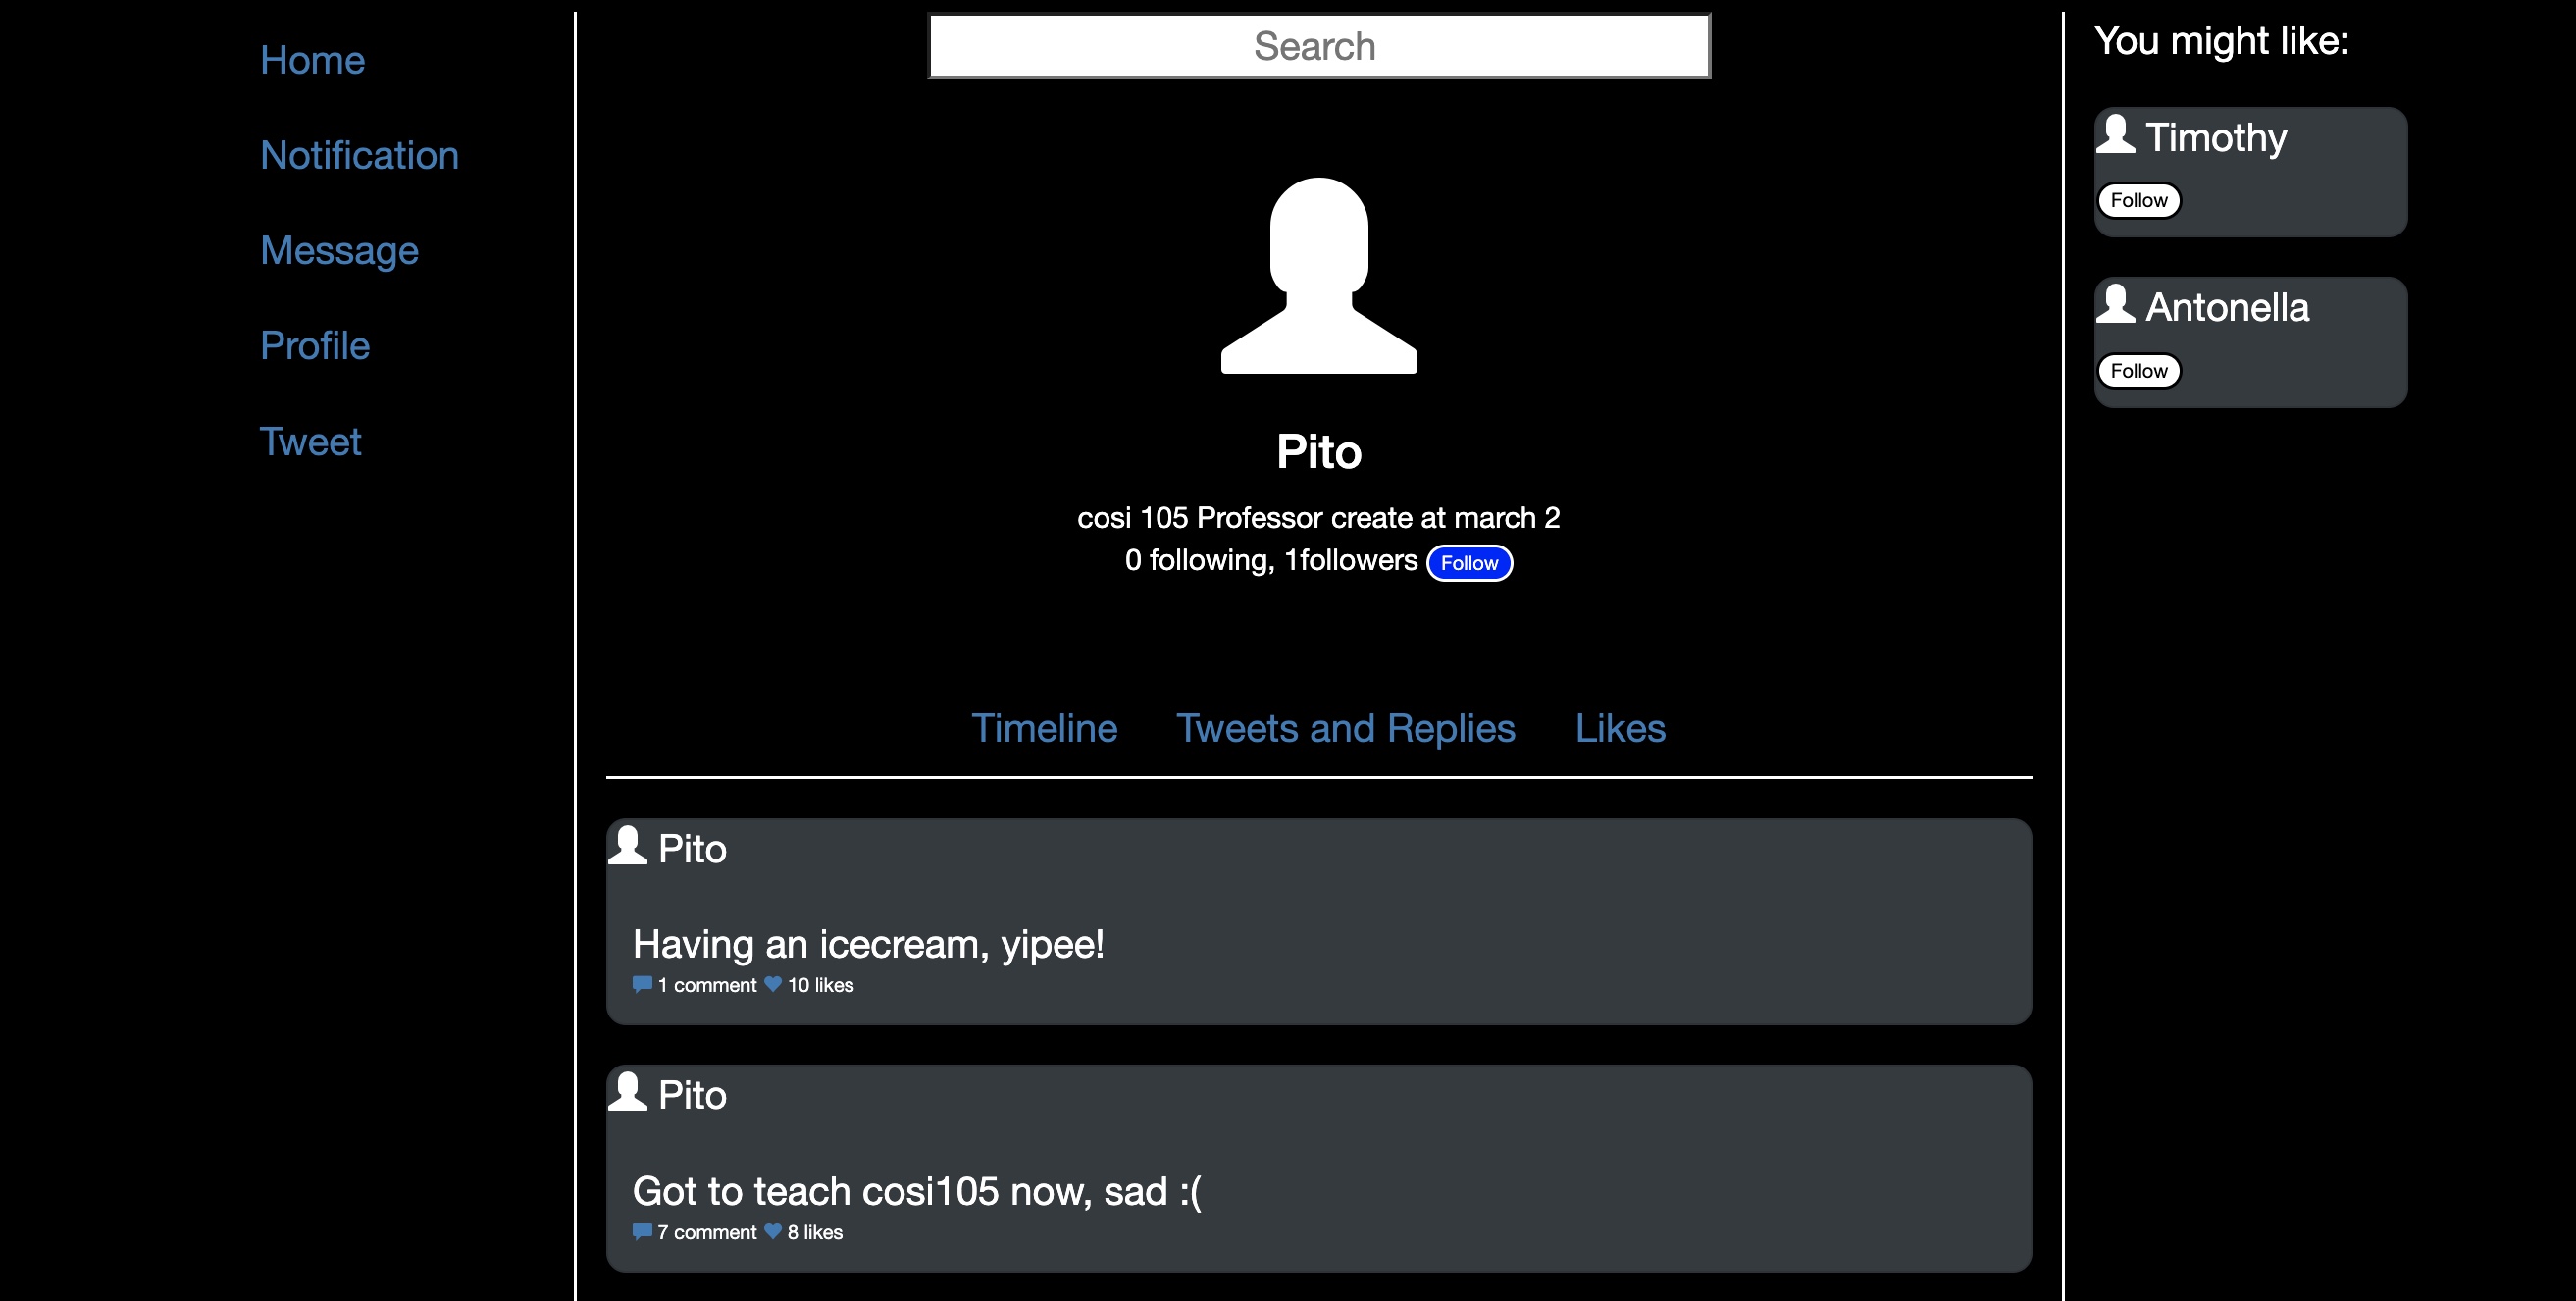 Home
Notification
Message
Profile
Tweet
Search
Pito
cosi 105 Professor create at march 2
0 following, 1followers Follow
Timeline Tweets and Replies Likes
Pito
Having an icecream, yipee!
1 comment 10 likes
Pito
Got to teach cosi105 now, sad :(
7 comment 8 likes
You might like:
Timothy
Follow
Antonella
Follow